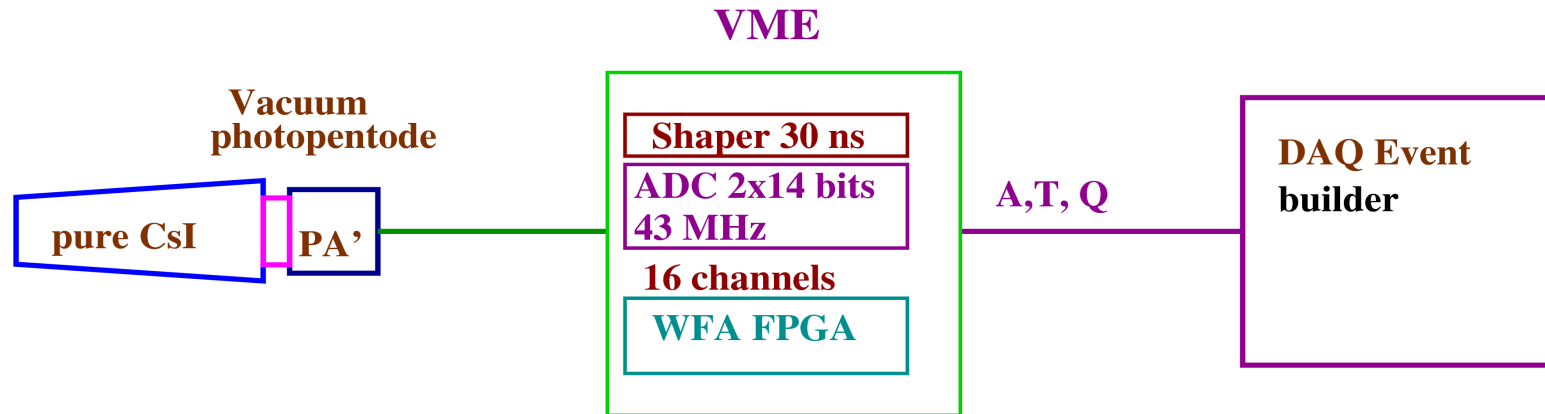 VME
Vacuum
photopentode
pure CsI
PA’
Shaper 30 ns
ADC 2x14 bits
43 MHz
16 channels
WFA FPGA
A,T, Q
DAQ Event
builder